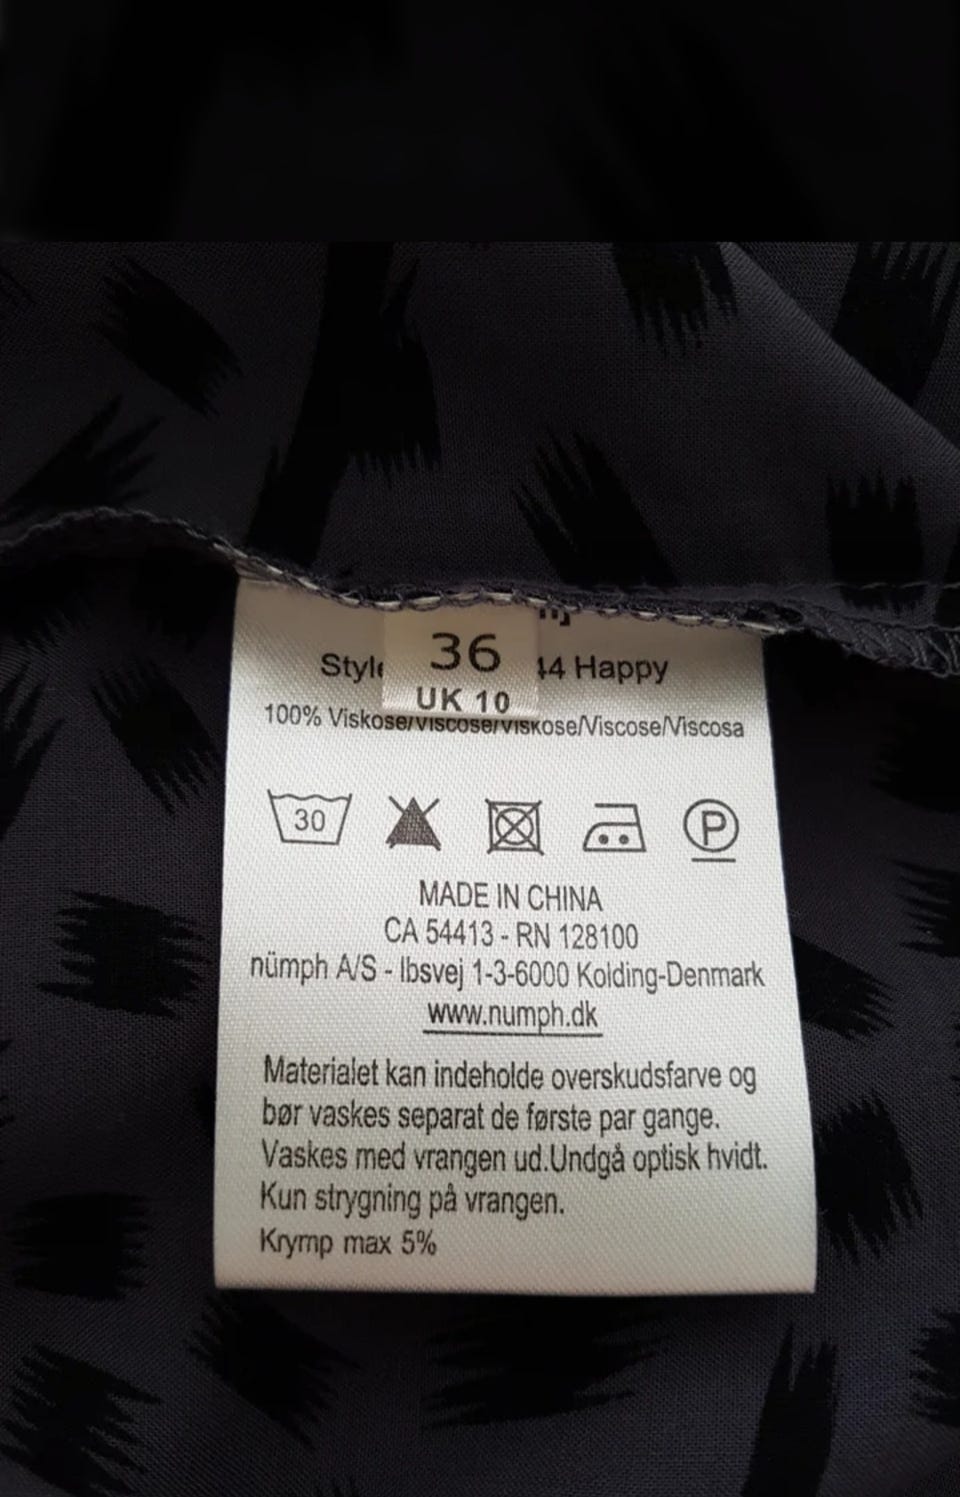 36
Style 44 Happy
UK 10
100% Viskose/Viscose/Viskose/Viscose/Viscosa
30
P
MADE IN CHINA
CA 54413 - RN 128100
nümph A/S - Ibsvej 1-3-6000 Kolding-Denmark
www.numph.dk
Materialet kan indeholde overskudsfarve og
bør vaskes separat de første par gange.
Vaskes med vrangen ud.Undgå optisk hvidt.
Kun strygning på vrangen.
Krymp max 5%